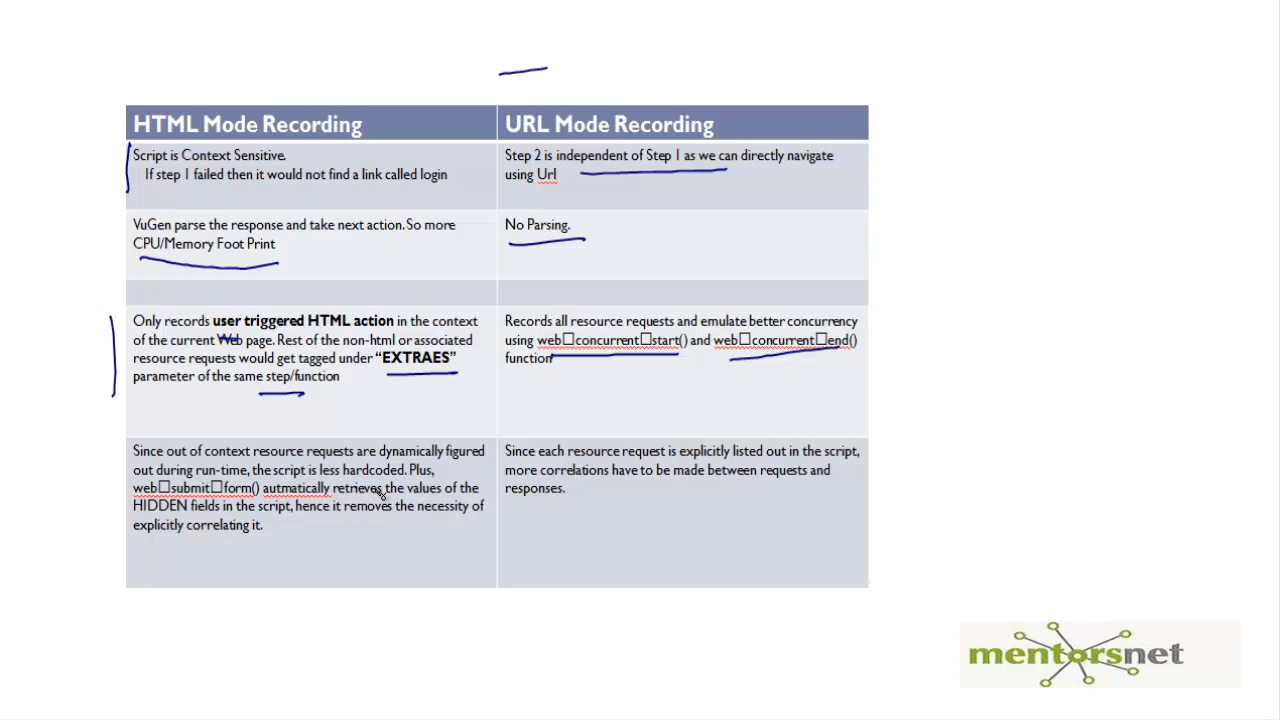 HTML Mode Recording
URL Mode Recording
Script is Context Sensitive.
If step 1 failed then it would not find a link called login
Step 2 is independent of Step 1 as we can directly navigate
using Url
VuGen parse the response and take next action. So more
CPU/Memory Foot Print
No Parsing.
Only records user triggered HTML action in the context
of the current Web page. Rest of the non-html or associated
resource requests would get tagged under “EXTRAES”
parameter of the same step/function
Records all resource requests and emulate better concurrency
using web□concurrent□start() and web□concurrent□end()
function
Since out of context resource requests are dynamically figured
out during run-time, the script is less hardcoded. Plus,
web□submit□form() autmatically retrieves the values of the
HIDDEN fields in the script, hence it removes the necessity of
explicitly correlating it.
Since each resource request is explicitly listed out in the script,
more correlations have to be made between requests and
responses.
mentorsnet